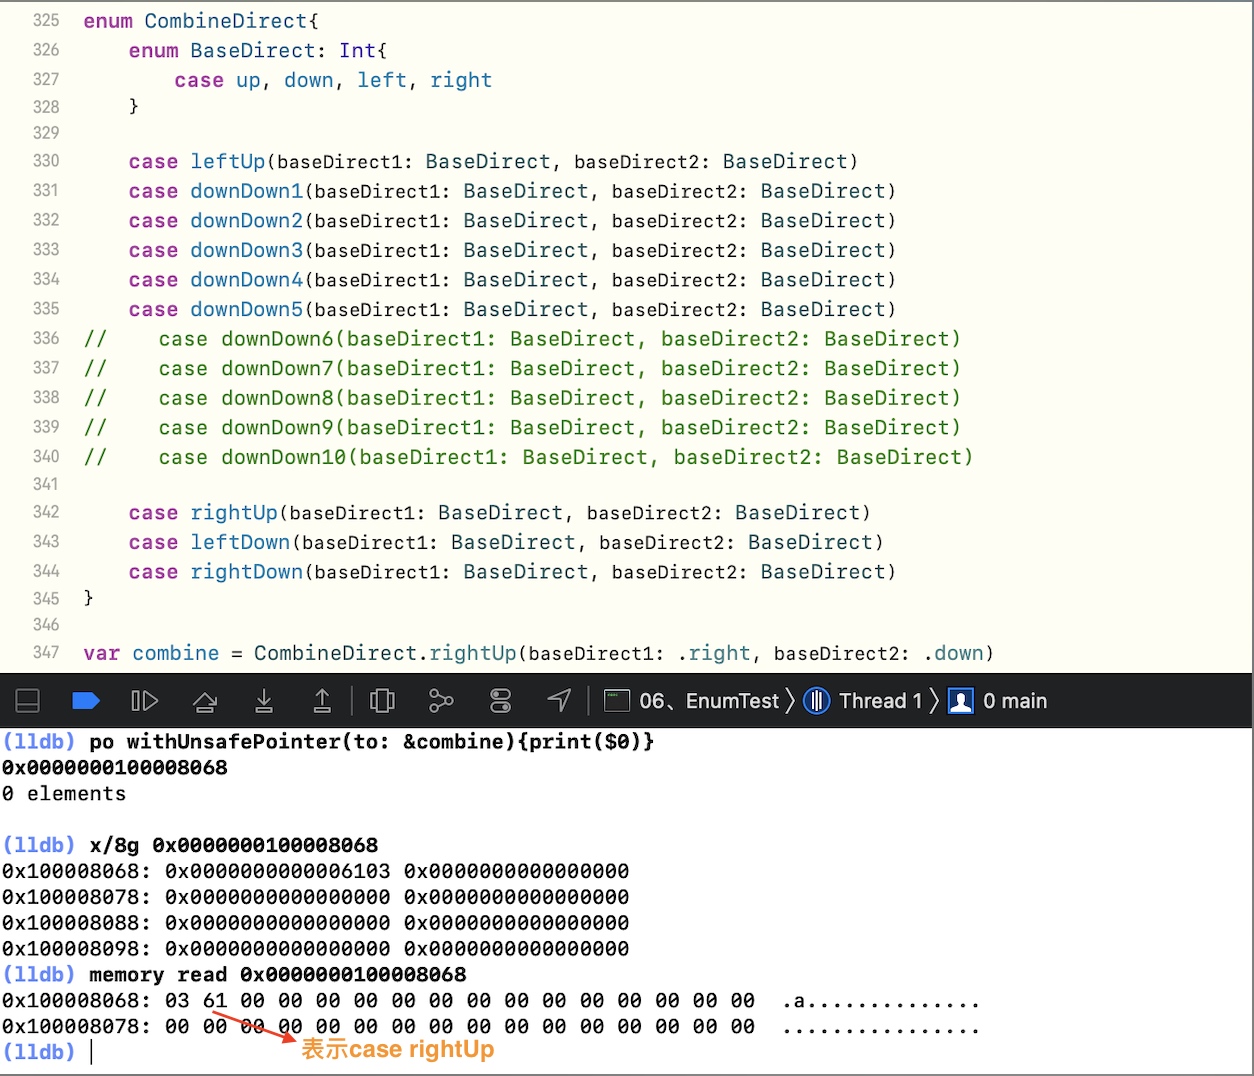 325 enum CombineDirect{
326     enum BaseDirect: Int{
327         case up, down, left, right
328     }
329
330     case leftUp(baseDirect1: BaseDirect, baseDirect2: BaseDirect)
331     case downDown1(baseDirect1: BaseDirect, baseDirect2: BaseDirect)
332     case downDown2(baseDirect1: BaseDirect, baseDirect2: BaseDirect)
333     case downDown3(baseDirect1: BaseDirect, baseDirect2: BaseDirect)
334     case downDown4(baseDirect1: BaseDirect, baseDirect2: BaseDirect)
335     case downDown5(baseDirect1: BaseDirect, baseDirect2: BaseDirect)
336 //    case downDown6(baseDirect1: BaseDirect, baseDirect2: BaseDirect)
337 //    case downDown7(baseDirect1: BaseDirect, baseDirect2: BaseDirect)
338 //    case downDown8(baseDirect1: BaseDirect, baseDirect2: BaseDirect)
339 //    case downDown9(baseDirect1: BaseDirect, baseDirect2: BaseDirect)
340 //    case downDown10(baseDirect1: BaseDirect, baseDirect2: BaseDirect)
341
342     case rightUp(baseDirect1: BaseDirect, baseDirect2: BaseDirect)
343     case leftDown(baseDirect1: BaseDirect, baseDirect2: BaseDirect)
344     case rightDown(baseDirect1: BaseDirect, baseDirect2: BaseDirect)
345 }
346
347 var combine = CombineDirect.rightUp(baseDirect1: .right, baseDirect2: .down)
06、EnumTest 〉 Thread 1 〉 0 main
(lldb) po withUnsafePointer(to: &combine){print($0)}
0x0000000100008068
0 elements
(lldb) x/8g 0x0000000100008068
0x100008068: 0x0000000000006103 0x0000000000000000
0x100008078: 0x0000000000000000 0x0000000000000000
0x100008088: 0x0000000000000000 0x0000000000000000
0x100008098: 0x0000000000000000 0x0000000000000000
(lldb) memory read 0x0000000100008068
0x100008068: 03 61 00 00 00 00 00 00 00 00 00 00 00 00 00 00  .a..............
0x100008078: 00 00 00 00 00 00 00 00 00 00 00 00 00 00 00 00  ................
(lldb)
表示case rightUp